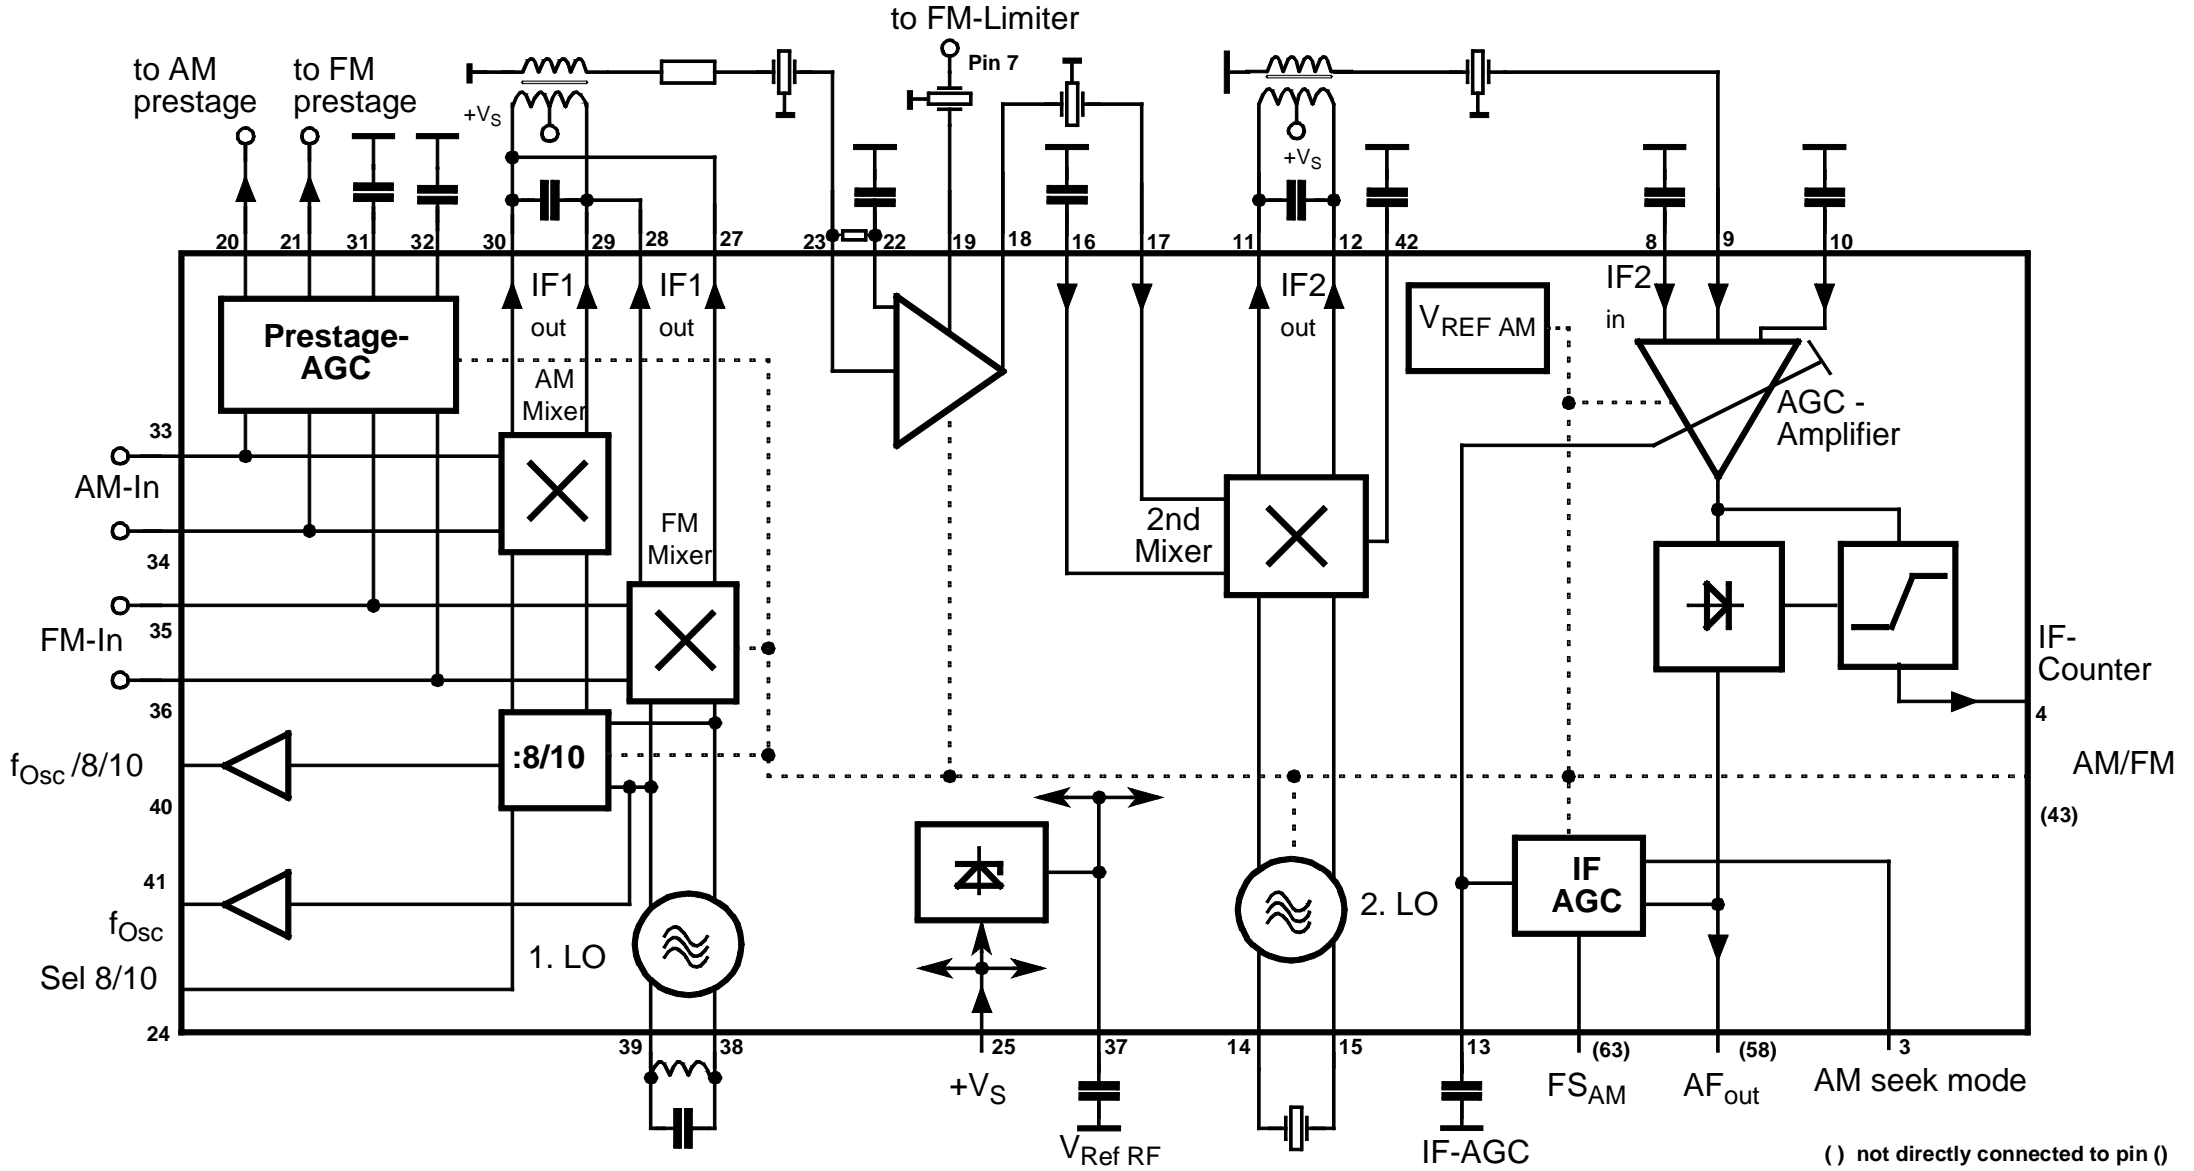 to FM-Limiter
Pin 7
to AM
prestage
to FM
prestage
+VS
+VS
20 21 31 32 30 29 28 27 23 22 19 18 16 17 11 12 42 8 9 10
IF1
out
IF1
out
IF2
out
IF2
in
VREF AM
Prestage-
AGC
AM
Mixer
AGC -
Amplifier
33
AM-In
34
FM
Mixer
2nd
Mixer
35
FM-In
36
IF-
Counter
4
:8/10
fOsc /8/10
40
AM/FM
(43)
41
fOsc
1. LO
2. LO
IF
AGC
Sel 8/10
24
39 38 25 37 14 15 13 (63) (58) 3
+VS
VRef RF
IF-AGC
FSAM
AFout
AM seek mode
( ) not directly connected to pin ()